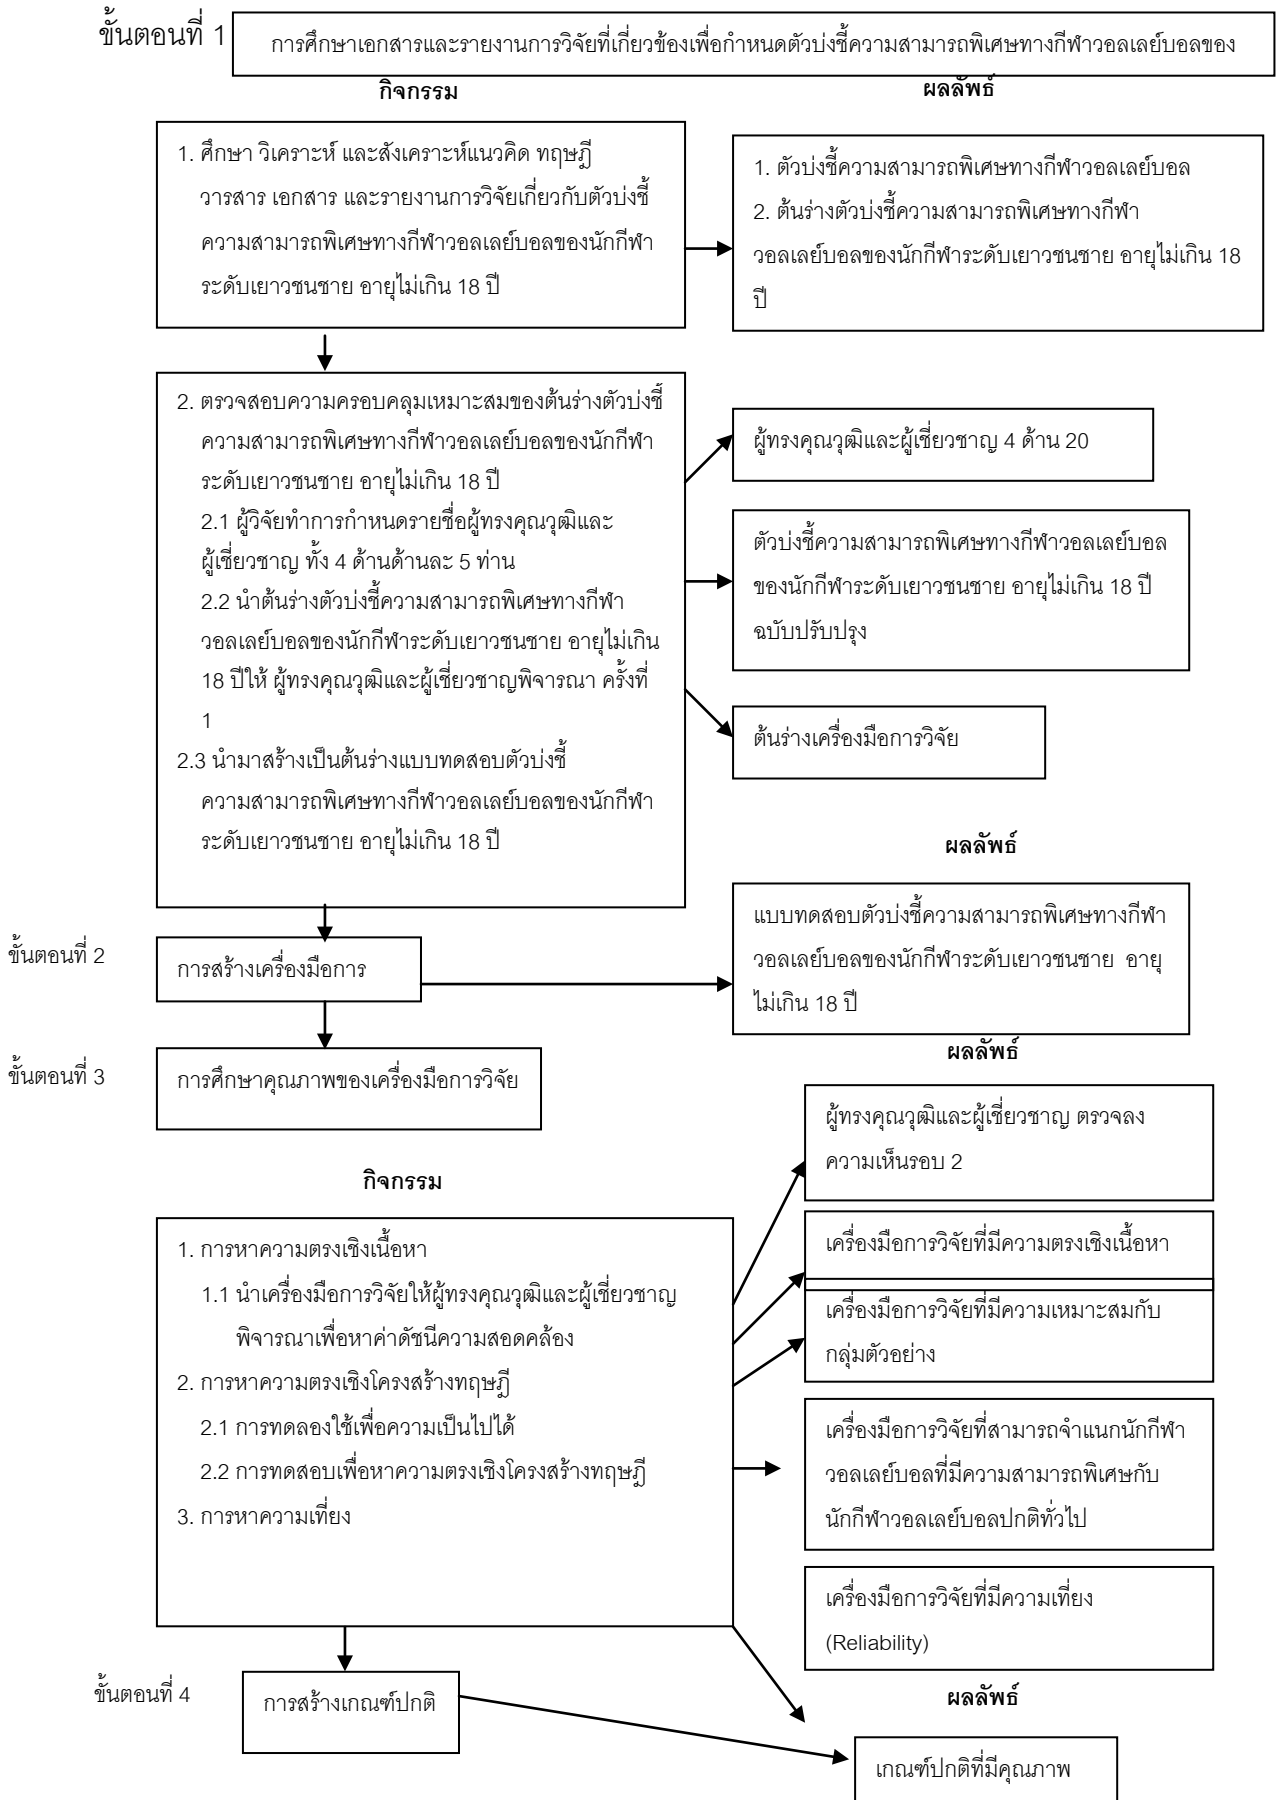 ขั้นตอนที่ 1
การศึกษาเอกสารและรายงานการวิจัยที่เกี่ยวข้องเพื่อกำหนดตัวบ่งชี้ความสามารถพิเศษทางกีฬาวอลเลย์บอลของ
กิจกรรม
ผลลัพธ์
1. ศึกษา วิเคราะห์ และสังเคราะห์แนวคิด ทฤษฎี
วารสาร เอกสาร และรายงานการวิจัยเกี่ยวกับตัวบ่งชี้
ความสามารถพิเศษทางกีฬาวอลเลย์บอลของนักกีฬา
ระดับเยาวชนชาย อายุไม่เกิน 18 ปี
1. ตัวบ่งชี้ความสามารถพิเศษทางกีฬาวอลเลย์บอล
2. ต้นร่างตัวบ่งชี้ความสามารถพิเศษทางกีฬา
วอลเลย์บอลของนักกีฬาระดับเยาวชนชาย อายุไม่เกิน 18
ปี
2. ตรวจสอบความครอบคลุมเหมาะสมของต้นร่างตัวบ่งชี้
ความสามารถพิเศษทางกีฬาวอลเลย์บอลของนักกีฬา
ระดับเยาวชนชาย อายุไม่เกิน 18 ปี
2.1 ผู้วิจัยทำการกำหนดรายชื่อผู้ทรงคุณวุฒิและ
ผู้เชี่ยวชาญ ทั้ง 4 ด้านด้านละ 5 ท่าน
2.2 นำต้นร่างตัวบ่งชี้ความสามารถพิเศษทางกีฬา
วอลเลย์บอลของนักกีฬาระดับเยาวชนชาย อายุไม่เกิน
18 ปีให้ ผู้ทรงคุณวุฒิและผู้เชี่ยวชาญพิจารณา ครั้งที่
1
2.3 นำมาสร้างเป็นต้นร่างแบบทดสอบตัวบ่งชี้
ความสามารถพิเศษทางกีฬาวอลเลย์บอลของนักกีฬา
ระดับเยาวชนชาย อายุไม่เกิน 18 ปี
ผู้ทรงคุณวุฒิและผู้เชี่ยวชาญ 4 ด้าน 20
ตัวบ่งชี้ความสามารถพิเศษทางกีฬาวอลเลย์บอล
ของนักกีฬาระดับเยาวชนชาย อายุไม่เกิน 18 ปี
ฉบับปรับปรุง
ต้นร่างเครื่องมือการวิจัย
ผลลัพธ์
ขั้นตอนที่ 2
การสร้างเครื่องมือการ
แบบทดสอบตัวบ่งชี้ความสามารถพิเศษทางกีฬา
วอลเลย์บอลของนักกีฬาระดับเยาวชนชาย อายุ
ไม่เกิน 18 ปี
ผลลัพธ์
ขั้นตอนที่ 3
การศึกษาคุณภาพของเครื่องมือการวิจัย
กิจกรรม
1. การหาความตรงเชิงเนื้อหา
1.1 นำเครื่องมือการวิจัยให้ผู้ทรงคุณวุฒิและผู้เชี่ยวชาญ
พิจารณาเพื่อหาค่าดัชนีความสอดคล้อง
2. การหาความตรงเชิงโครงสร้างทฤษฎี
2.1 การทดลองใช้เพื่อความเป็นไปได้
2.2 การทดสอบเพื่อหาความตรงเชิงโครงสร้างทฤษฎี
3. การหาความเที่ยง
ผู้ทรงคุณวุฒิและผู้เชี่ยวชาญ ตรวจลง
ความเห็นรอบ 2
เครื่องมือการวิจัยที่มีความตรงเชิงเนื้อหา
เครื่องมือการวิจัยที่มีความเหมาะสมกับ
กลุ่มตัวอย่าง
เครื่องมือการวิจัยที่สามารถจำแนกนักกีฬา
วอลเลย์บอลที่มีความสามารถพิเศษกับ
นักกีฬาวอลเลย์บอลปกติทั่วไป
เครื่องมือการวิจัยที่มีความเที่ยง
(Reliability)
ขั้นตอนที่ 4
การสร้างเกณฑ์ปกติ
ผลลัพธ์
เกณฑ์ปกติที่มีคุณภาพ